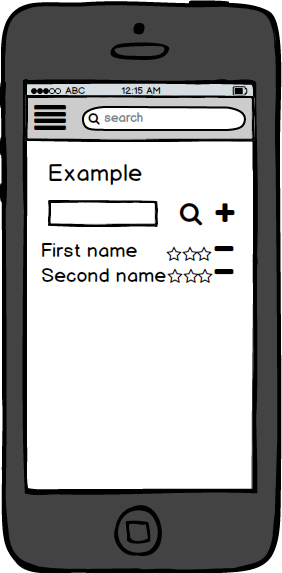 ABC 12:15 AM
search
Example
First name
Second name